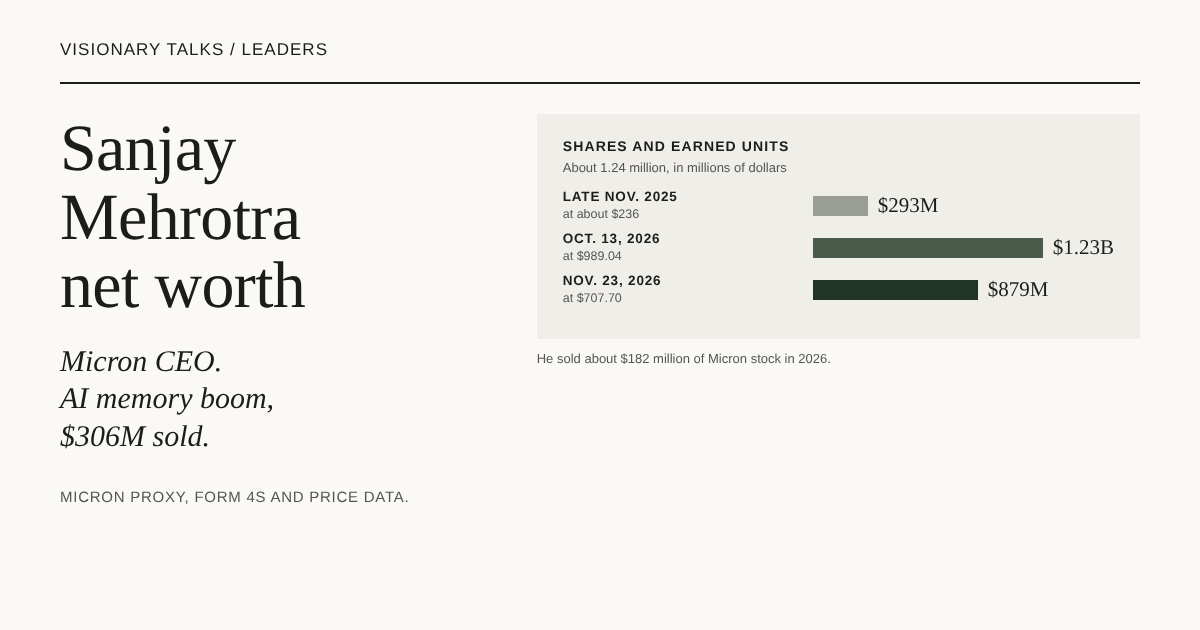 VISIONARY TALKS / LEADERS
Sanjay
Mehrotra
net worth
Micron CEO.
AI memory boom,
$306M sold.
MICRON PROXY, FORM 4S AND PRICE DATA.
SHARES AND EARNED UNITS
About 1.24 million, in millions of dollars
LATE NOV. 2025
at about $236
$293M
OCT. 13, 2026
at $989.04
$1.23B
NOV. 23, 2026
at $707.70
$879M
He sold about $182 million of Micron stock in 2026.